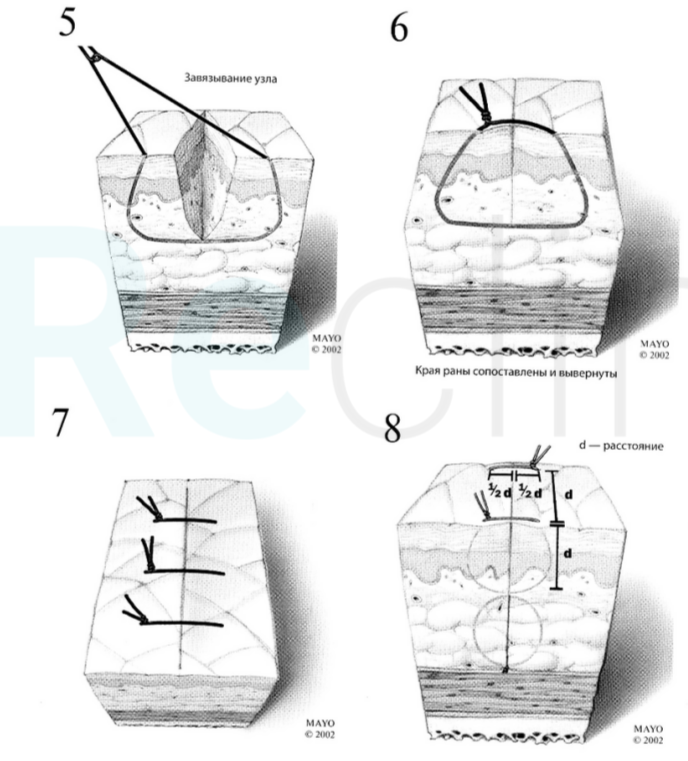 5
Завязывание узла
MAYO
© 2002
6
MAYO
© 2002
Края раны сопоставлены и вывернуты
7
MAYO
© 2002
8
d — расстояние
½ d ½ d d
d
MAYO
© 2002